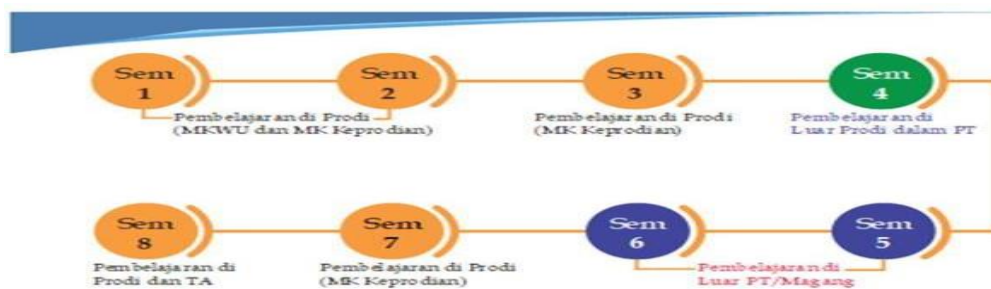 Sem
1
Sem
2
Sem
3
Sem
4
Pembelajaran di Prodi
(MKWU dan MK Keprodian)
Pembelajaran di Prodi
(MK Keprodian)
Pembelajaran di
Luar Prodi dalam PT
Sem
8
Sem
7
Sem
6
Sem
5
Pembelajaran di
Prodi dan TA
Pembelajaran di Prodi
(MK Keprodian)
Pembelajaran di
Luar PT/Magang